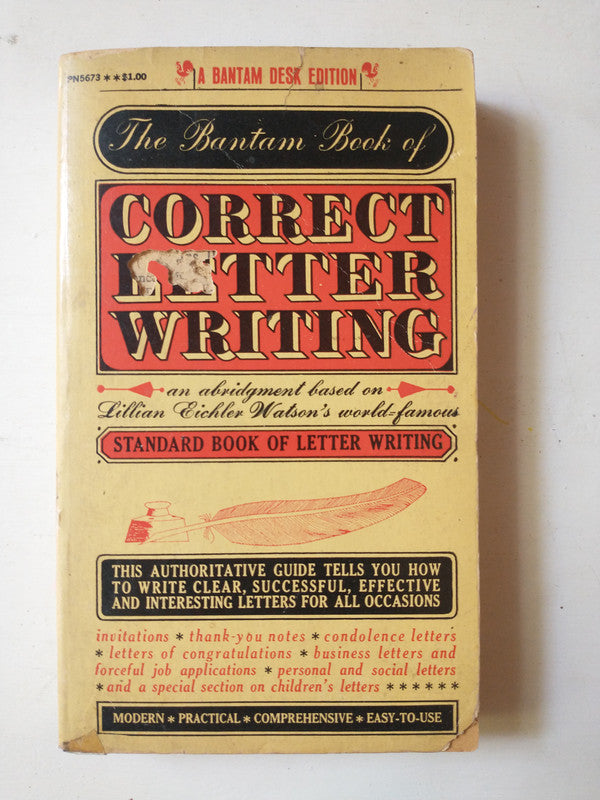 PN5673 ** $1.00
A BANTAM DESK EDITION
The Bantam Book of
CORRECT
LETTER
WRITING
an abridgment based on
Lillian Eichler Watson's world=famous
STANDARD BOOK OF LETTER WRITING
THIS AUTHORITATIVE GUIDE TELLS YOU HOW
TO WRITE CLEAR, SUCCESSFUL, EFFECTIVE
AND INTERESTING LETTERS FOR ALL OCCASIONS
invitations * thank-you notes * condolence letters
* letters of congratulations * business letters and
forceful job applications * personal and social letters
* and a special section on children's letters ******
MODERN * PRACTICAL * COMPREHENSIVE * EASY-TO-USE